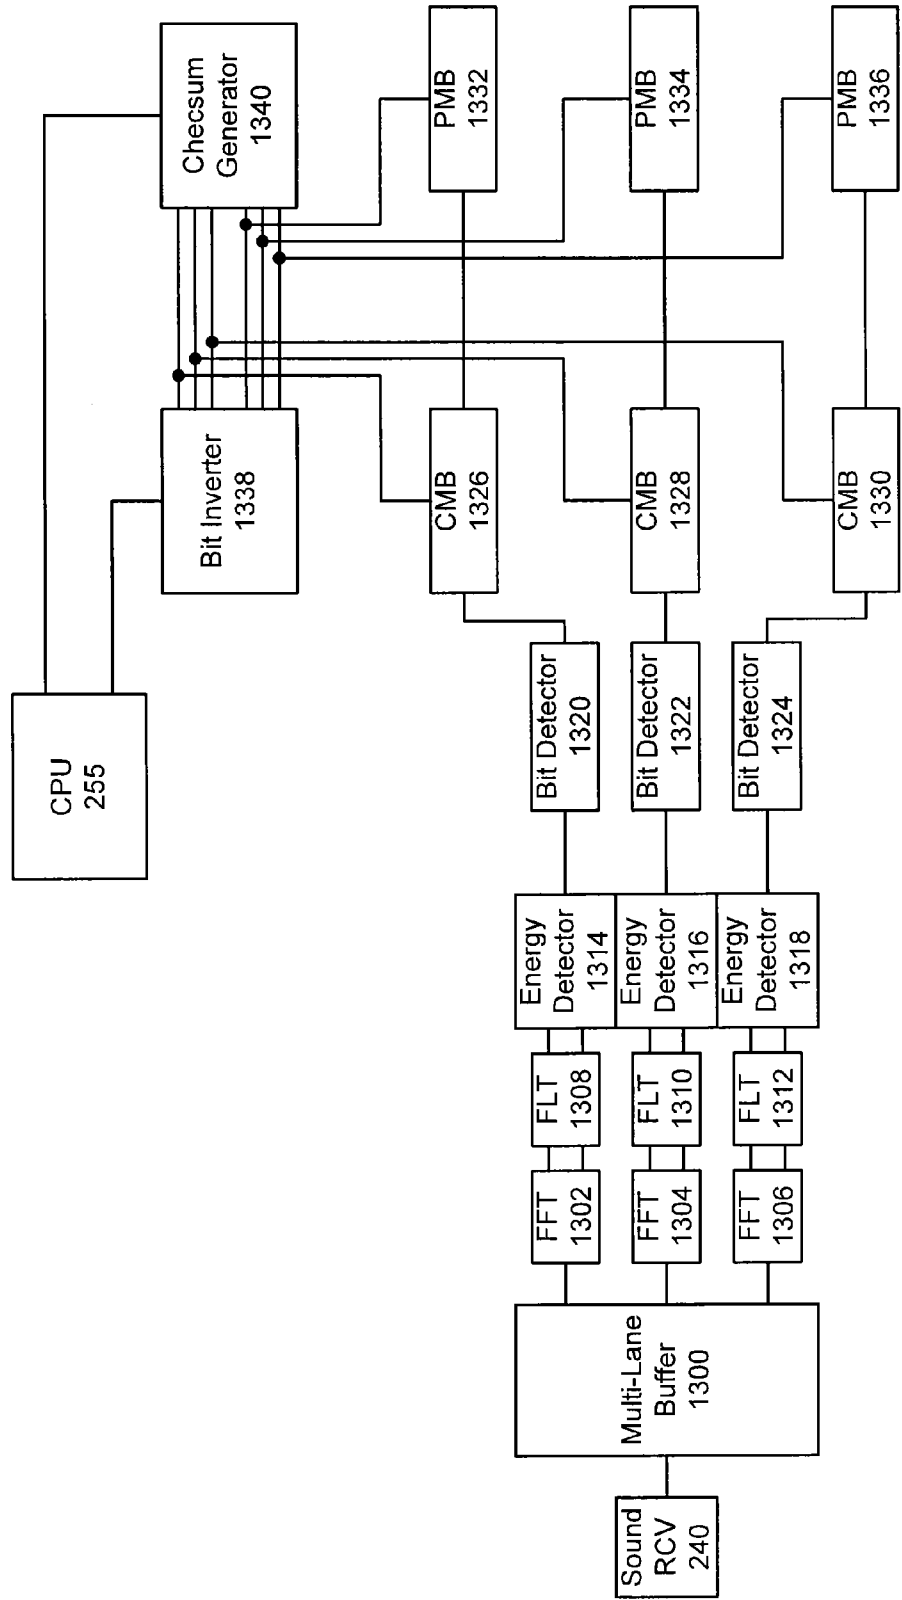 CPU
255
Bit Inverter
1338
Checsum
Generator
1340
CMB
1326
PMB
1332
CMB
1328
PMB
1334
CMB
1330
PMB
1336
Sound
RCV
240
Multi-Lane
Buffer
1300
FFT
1302
FLT
1308
Energy
Detector
1314
Bit Detector
1320
FFT
1304
FLT
1310
Energy
Detector
1316
Bit Detector
1322
FFT
1306
FLT
1312
Energy
Detector
1318
Bit Detector
1324